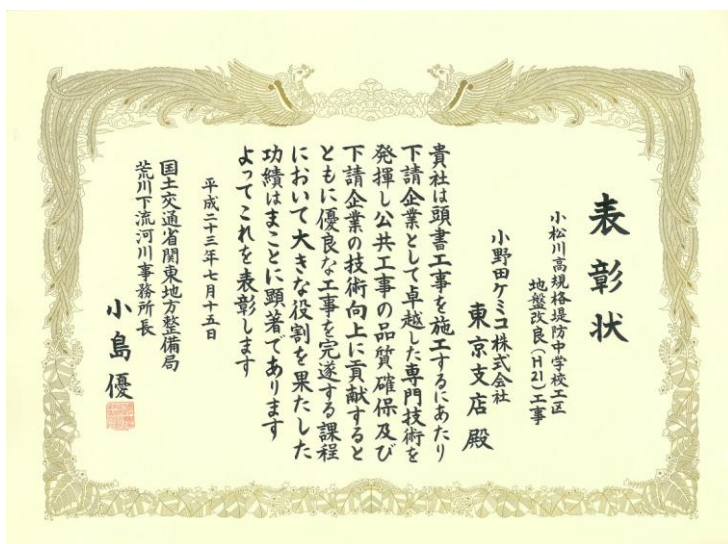 表彰状
小松川高規格堤防中学校工区
地盤改良(H21)工事
小野田ケミコ株式会社
東京支店 殿
貴社は頭書工事を施工するにあたり
下請企業として卓越した専門技術を
発揮し公共工事の品質確保及び
下請企業の技術向上に貢献すると
ともに優良な工事を完遂する課程
において大きな役割を果たした
功績はまことに顕著であります
よってこれを表彰します
平成二十三年七月十五日
国土交通省関東地方整備局
荒川下流河川事務所長
小島優